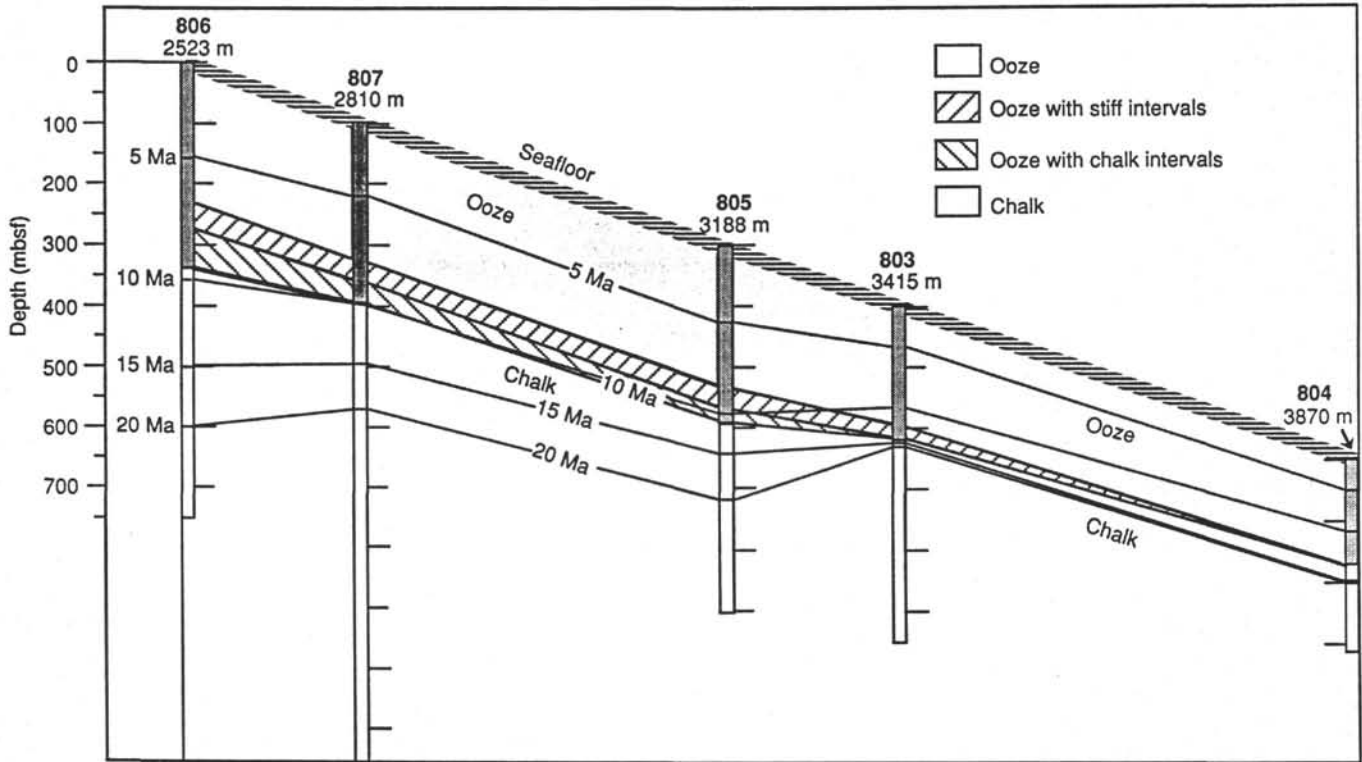 806
2523 m
807
2810 m
805
3188 m
803
3415 m
804
3870 m
Ooze
Ooze with stiff intervals
Ooze with chalk intervals
Chalk
Depth (mbsf)
0
100
200
300
400
500
600
700
5 Ma
10 Ma
15 Ma
20 Ma
Seafloor
Ooze
5 Ma
Chalk
10 Ma
15 Ma
20 Ma
Ooze
Chalk